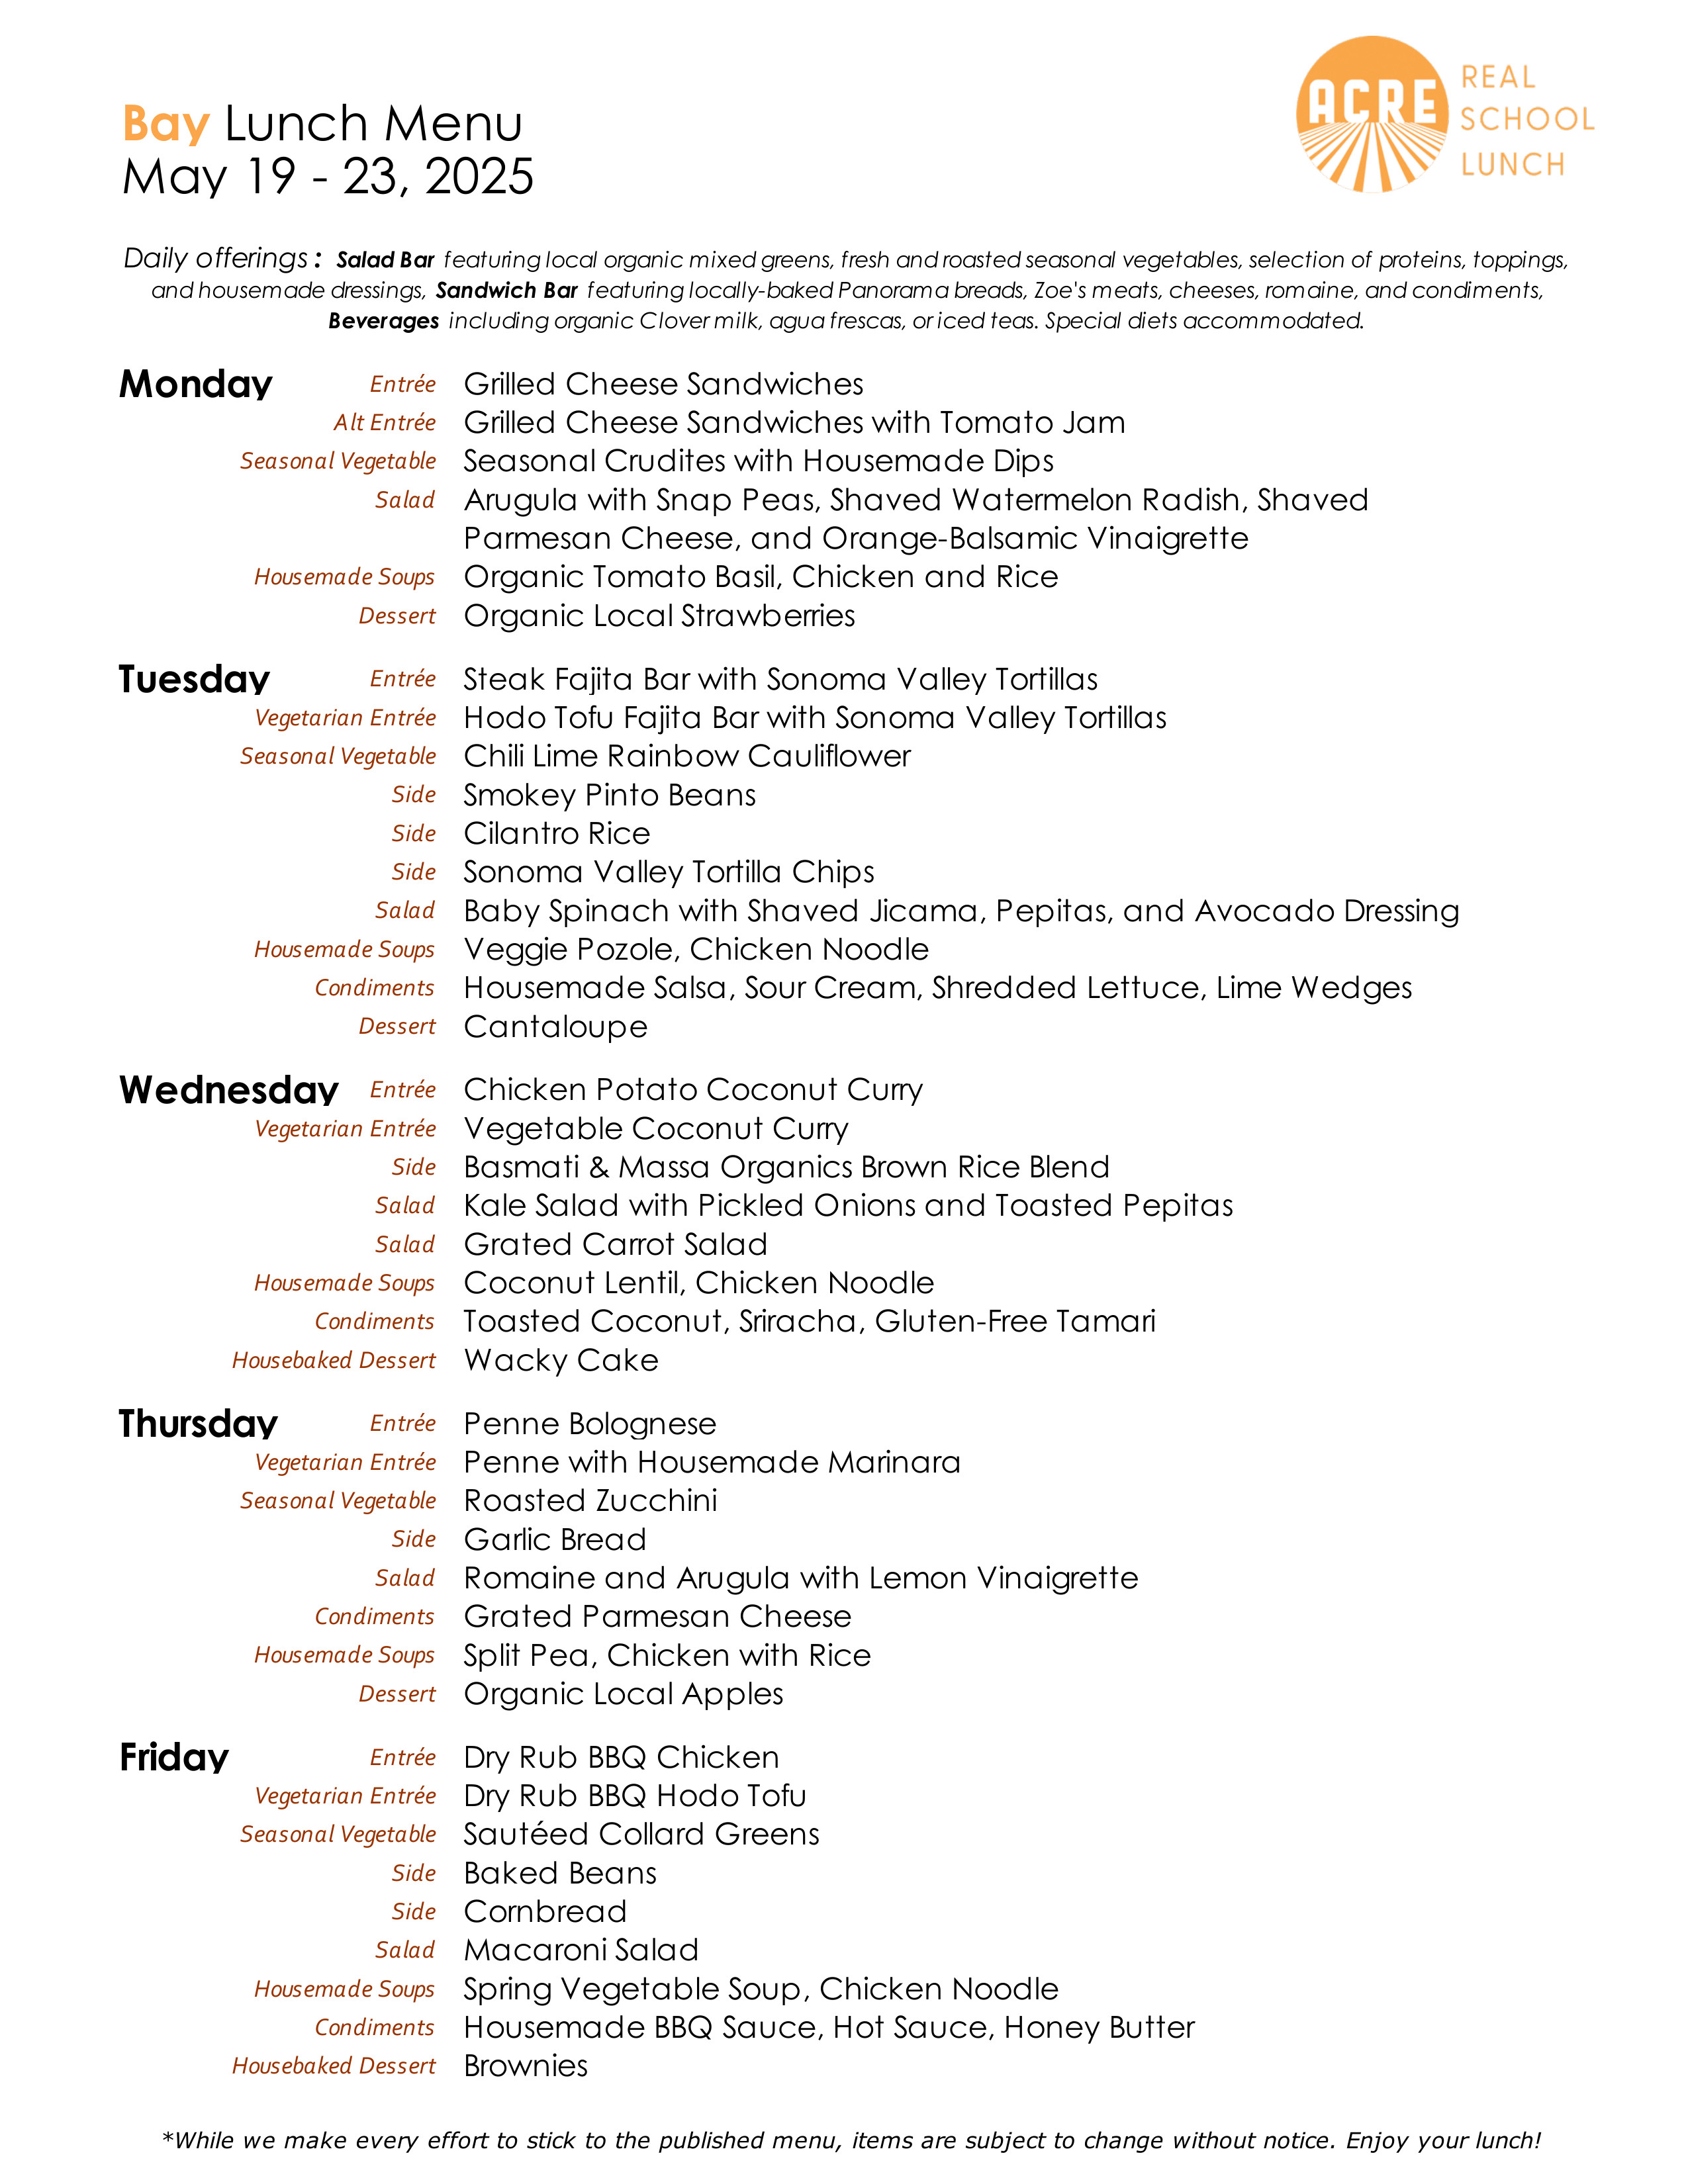 ACRE
REAL
SCHOOL
LUNCH
Bay Lunch Menu
May 19 - 23, 2025
Daily offerings : Salad Bar featuring local organic mixed greens, fresh and roasted seasonal vegetables, selection of proteins, toppings,
and housemade dressings, Sandwich Bar featuring locally-baked Panorama breads, Zoe's meats, cheeses, romaine, and condiments,
Beverages including organic Clover milk, agua frescas, or iced teas. Special diets accommodated.
Monday Entrée Grilled Cheese Sandwiches
Alt Entrée Grilled Cheese Sandwiches with Tomato Jam
Seasonal Vegetable Seasonal Crudites with Housemade Dips
Salad Arugula with Snap Peas, Shaved Watermelon Radish, Shaved
Parmesan Cheese, and Orange-Balsamic Vinaigrette
Housemade Soups Organic Tomato Basil, Chicken and Rice
Dessert Organic Local Strawberries
Tuesday Entrée Steak Fajita Bar with Sonoma Valley Tortillas
Vegetarian Entrée Hodo Tofu Fajita Bar with Sonoma Valley Tortillas
Seasonal Vegetable Chili Lime Rainbow Cauliflower
Side Smokey Pinto Beans
Side Cilantro Rice
Side Sonoma Valley Tortilla Chips
Salad Baby Spinach with Shaved Jicama, Pepitas, and Avocado Dressing
Housemade Soups Veggie Pozole, Chicken Noodle
Condiments Housemade Salsa, Sour Cream, Shredded Lettuce, Lime Wedges
Dessert Cantaloupe
Wednesday Entrée Chicken Potato Coconut Curry
Vegetarian Entrée Vegetable Coconut Curry
Side Basmati & Massa Organics Brown Rice Blend
Salad Kale Salad with Pickled Onions and Toasted Pepitas
Salad Grated Carrot Salad
Housemade Soups Coconut Lentil, Chicken Noodle
Condiments Toasted Coconut, Sriracha, Gluten-Free Tamari
Housebaked Dessert Wacky Cake
Thursday Entrée Penne Bolognese
Vegetarian Entrée Penne with Housemade Marinara
Seasonal Vegetable Roasted Zucchini
Side Garlic Bread
Salad Romaine and Arugula with Lemon Vinaigrette
Condiments Grated Parmesan Cheese
Housemade Soups Split Pea, Chicken with Rice
Dessert Organic Local Apples
Friday Entrée Dry Rub BBQ Chicken
Vegetarian Entrée Dry Rub BBQ Hodo Tofu
Seasonal Vegetable Sautéed Collard Greens
Side Baked Beans
Side Cornbread
Salad Macaroni Salad
Housemade Soups Spring Vegetable Soup, Chicken Noodle
Condiments Housemade BBQ Sauce, Hot Sauce, Honey Butter
Housebaked Dessert Brownies
*While we make every effort to stick to the published menu, items are subject to change without notice. Enjoy your lunch!